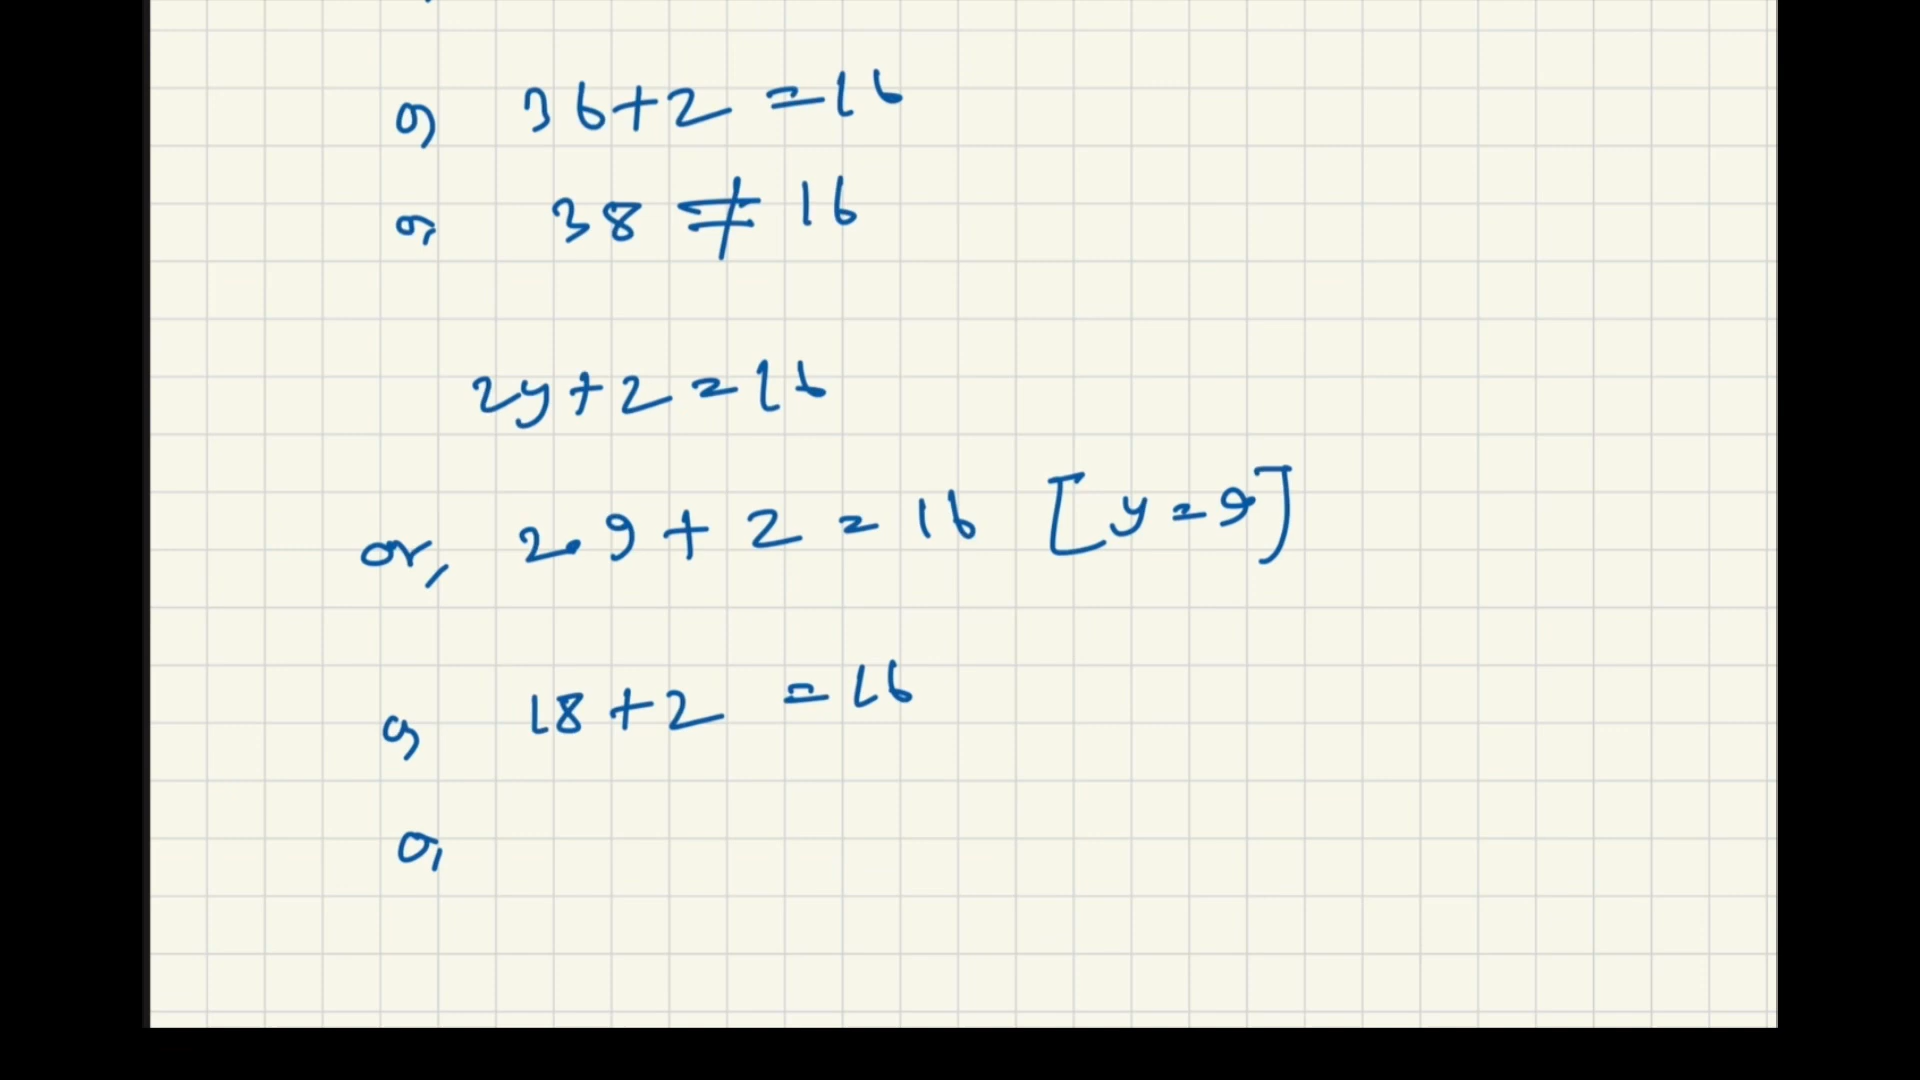 or, 36+2 = 16
or, 38 ≠ 16
2y+2 = 16
or, 2.9 + 2 = 16 [y = 9]
or, 18+2 = 16
or,